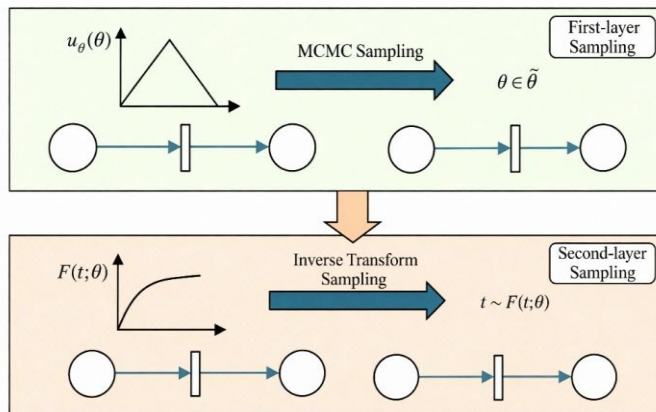 First-layer
Sampling
u_θ(θ)
MCMC Sampling
θ ∈ θ̃
Second-layer
Sampling
F(t;θ)
Inverse Transform
Sampling
t ~ F(t;θ)